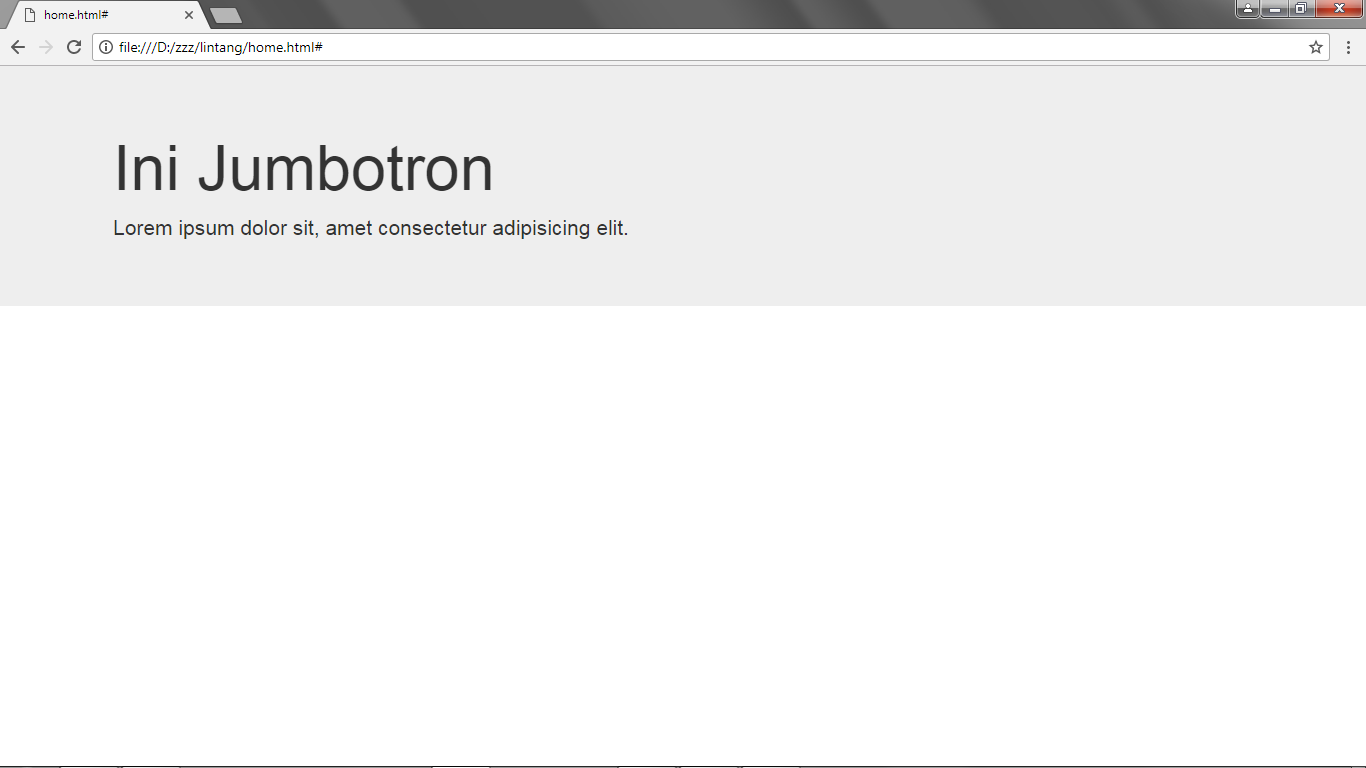 home.html#
file:///D:/zzz/lintang/home.html#
Ini Jumbotron
Lorem ipsum dolor sit, amet consectetur adipisicing elit.